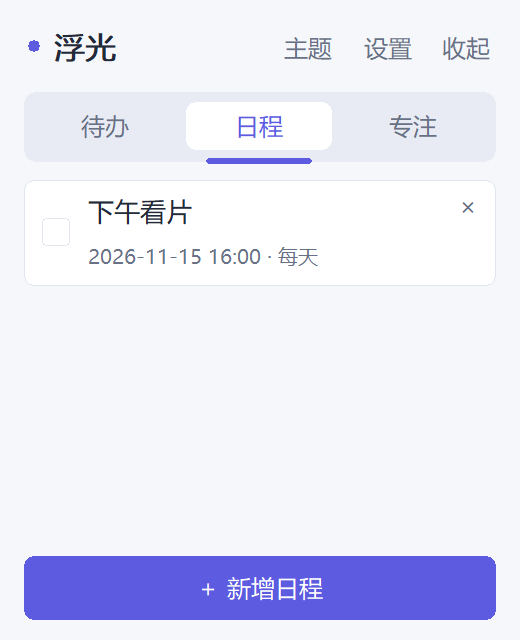 浮光 主题 设置 收起
待办 日程 专注
下午看片 ×
2026-11-15 16:00 · 每天
+ 新增日程